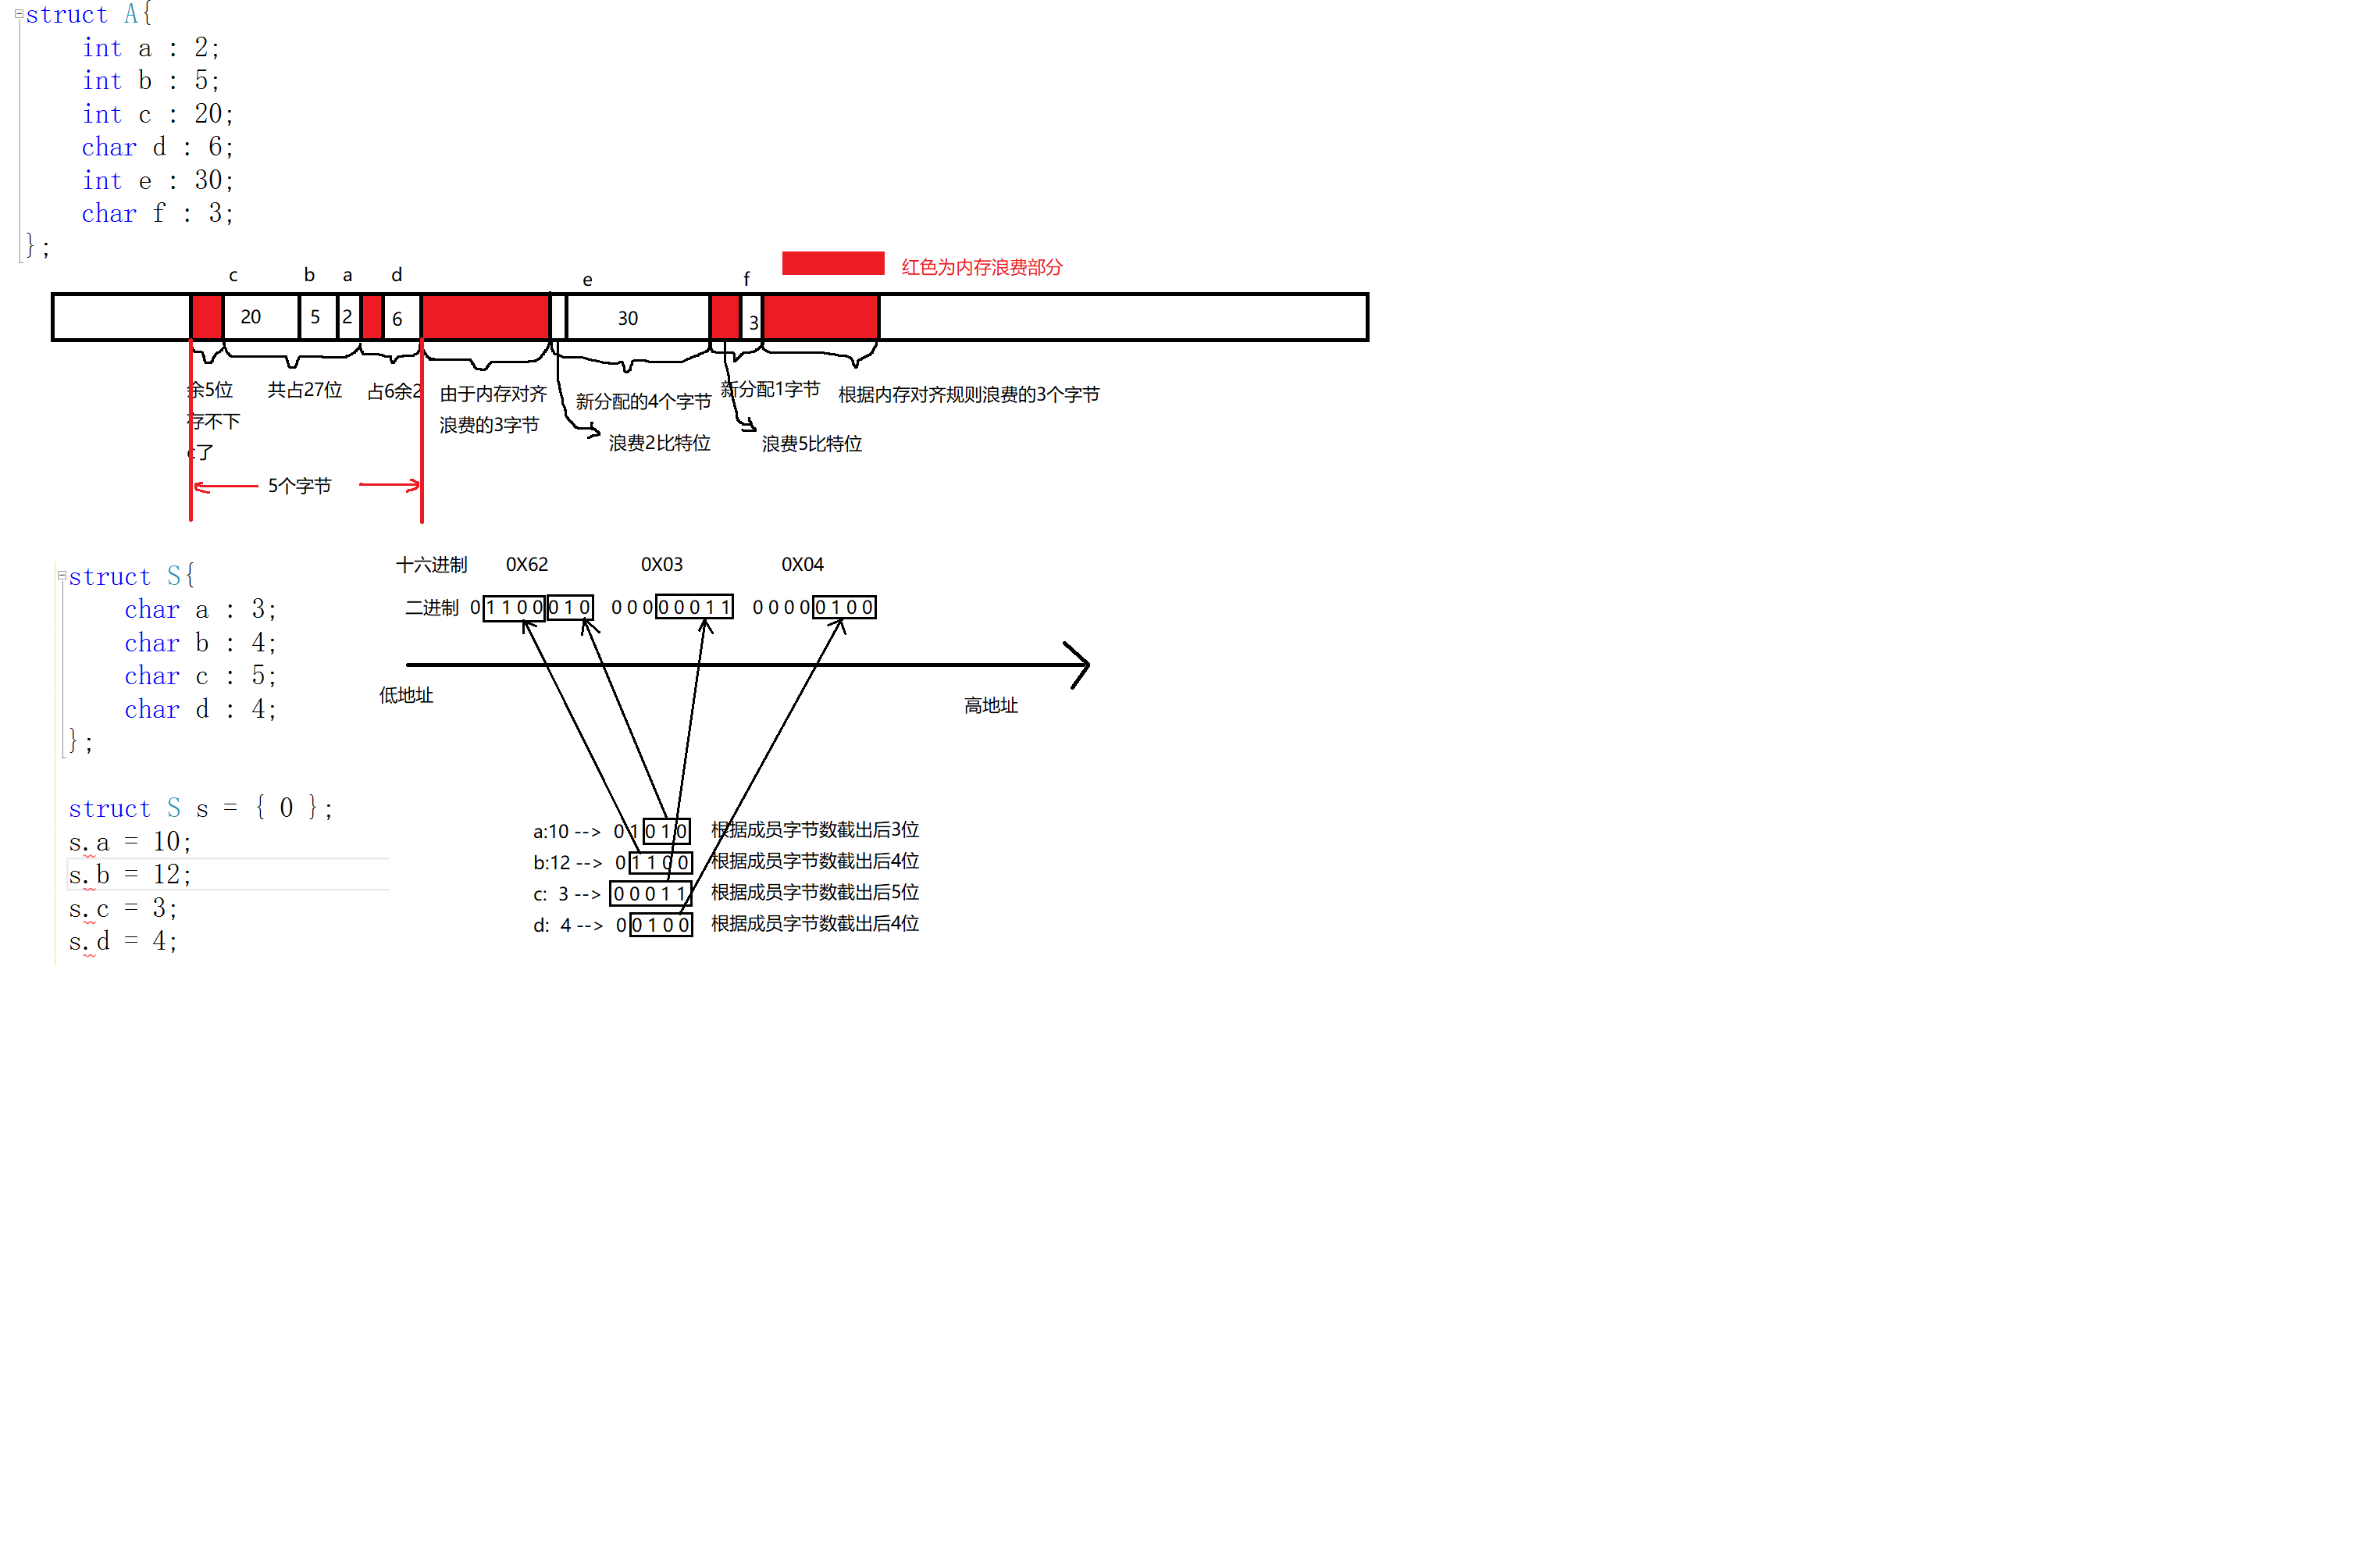 struct A{
int a : 2;
int b : 5;
int c : 20;
char d : 6;
int e : 30;
char f : 3;
};
红色为内存浪费部分
c b a d e f
20 5 2 6 30 3
余5位
存不下
c了
共占27位
占6余2
由于内存对齐
浪费的3字节
新分配的4个字节
浪费2比特位
新分配1字节
浪费5比特位
根据内存对齐规则浪费的3个字节
5个字节
struct S{
char a : 3;
char b : 4;
char c : 5;
char d : 4;
};
struct S s = { 0 };
s.a = 10;
s.b = 12;
s.c = 3;
s.d = 4;
十六进制 0X62 0X03 0X04
二进制 0 1 1 0 0 0 1 0 0 0 0 0 0 0 1 1 0 0 0 0 0 1 0 0
低地址
高地址
a:10 --> 0 1 0 1 0 根据成员字节数截出后3位
b:12 --> 0 1 1 0 0 根据成员字节数截出后4位
c: 3 --> 0 0 0 1 1 根据成员字节数截出后5位
d: 4 --> 0 0 1 0 0 根据成员字节数截出后4位